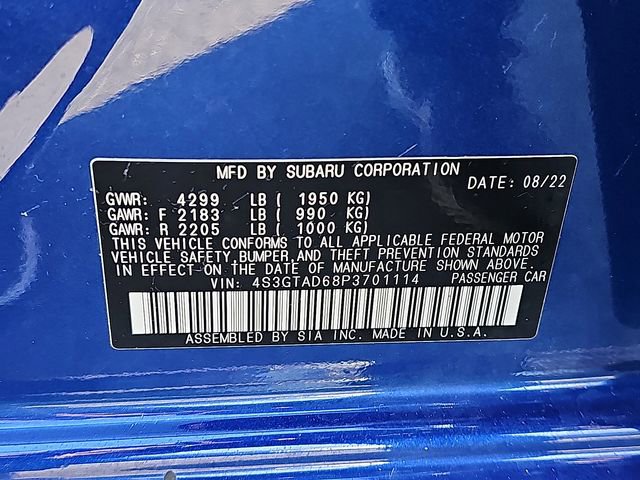 MFD BY SUBARU CORPORATION
DATE: 08/22
GVWR: 4299 LB ( 1950 KG)
GAWR: F 2183 LB ( 990 KG)
GAWR: R 2205 LB ( 1000 KG)
THIS VEHICLE CONFORMS TO ALL APPLICABLE FEDERAL MOTOR
VEHICLE SAFETY, BUMPER, AND THEFT PREVENTION STANDARDS
IN EFFECT ON THE DATE OF MANUFACTURE SHOWN ABOVE.
VIN: 4S3GTAD68P3701114 PASSENGER CAR
ASSEMBLED BY SIA INC. MADE IN U.S.A.